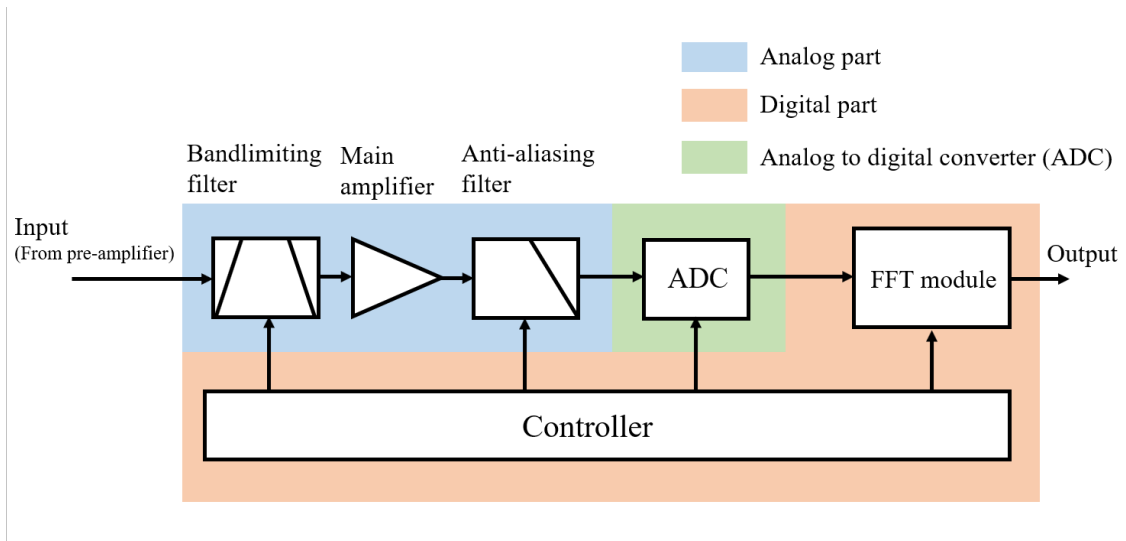 Analog part
Digital part
Analog to digital converter (ADC)
Bandlimiting
filter
Main
amplifier
Anti-aliasing
filter
Input
(From pre-amplifier)
ADC
FFT module
Output
Controller